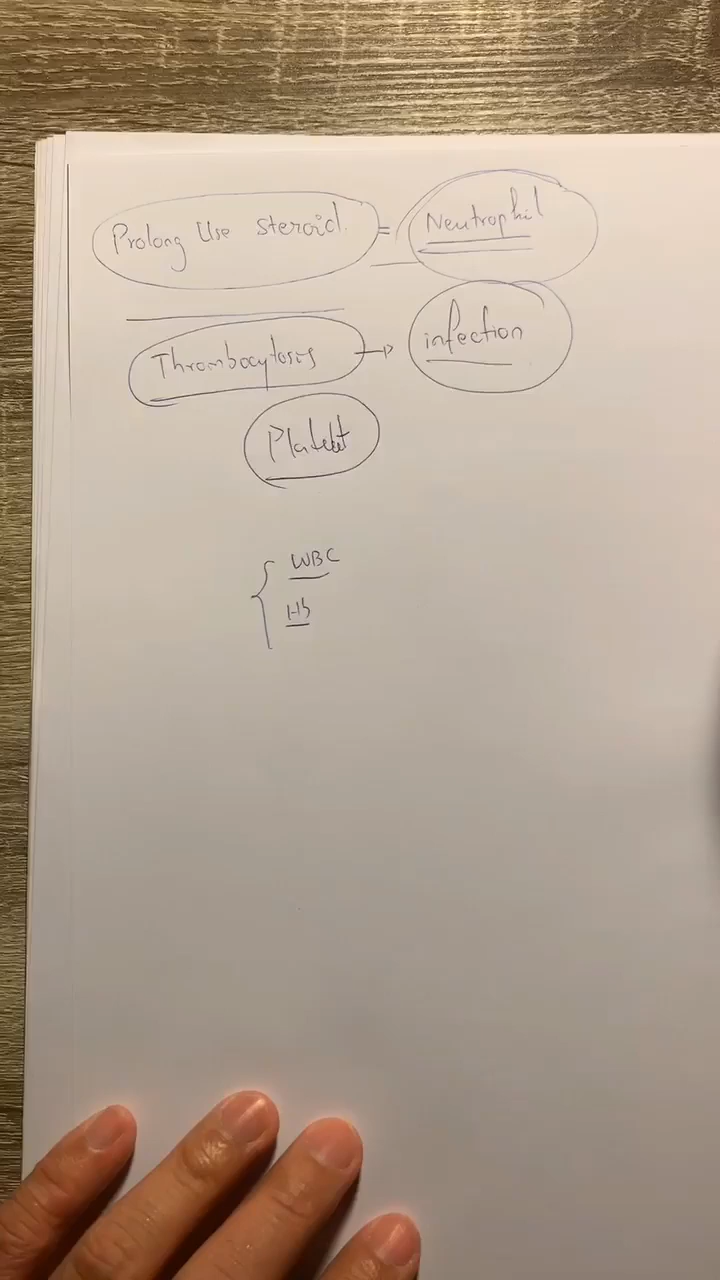 Prolong Use steroid. = Neutrophil
Thrombocytosis → infection
Platelet
WBC
Hb